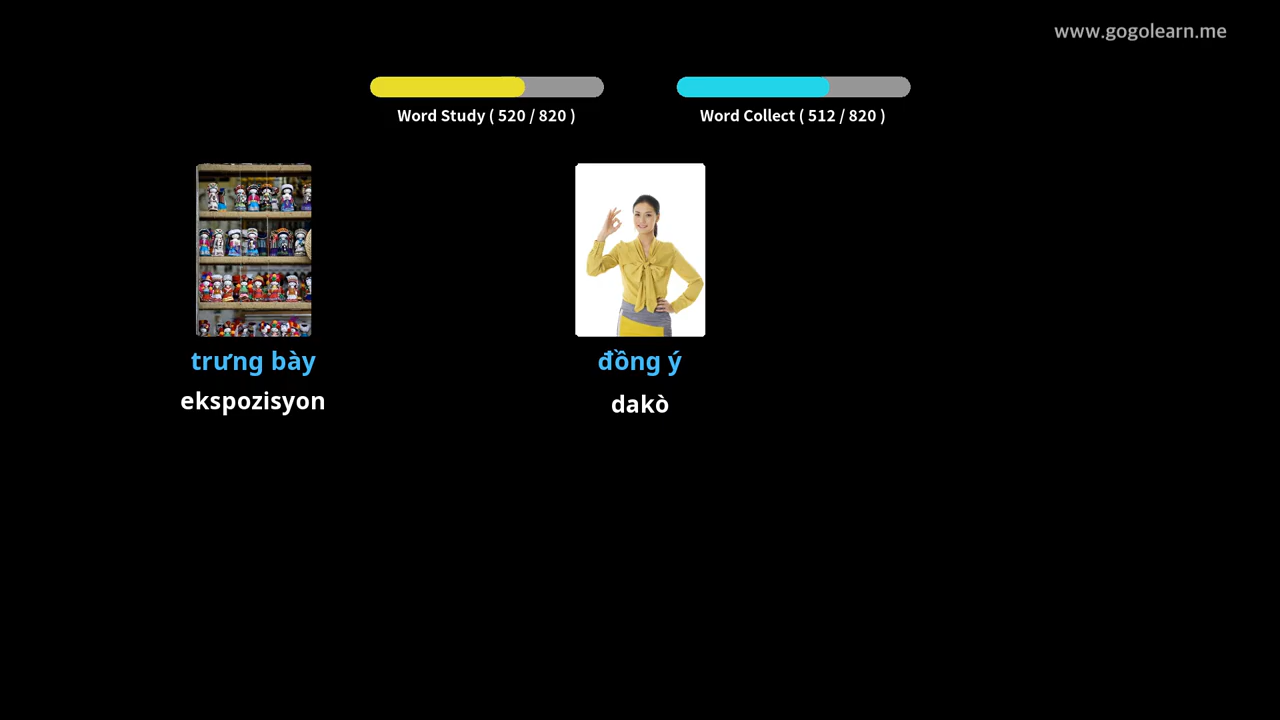 www.gogolearn.me
Word Study ( 520 / 820 )
Word Collect ( 512 / 820 )
trưng bày
ekspozisyon
đồng ý
dakò